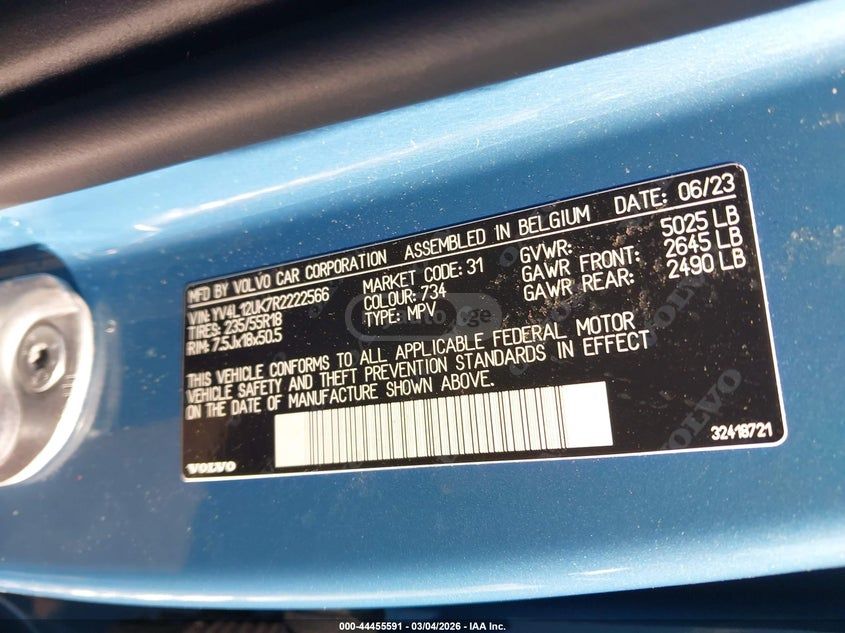 MFD BY VOLVO CAR CORPORATION ASSEMBLED IN BELGIUM DATE: 06/23
VIN: YV4L12UK7R2222566 MARKET CODE: 31 GVWR: 5025 LB
TIRES: 235/55R18 COLOUR: 734 GAWR FRONT: 2645 LB
RIM: 7.5Jx18x50.5 TYPE: MPV GAWR REAR: 2490 LB
THIS VEHICLE CONFORMS TO ALL APPLICABLE FEDERAL MOTOR
VEHICLE SAFETY AND THEFT PREVENTION STANDARDS IN EFFECT
ON THE DATE OF MANUFACTURE SHOWN ABOVE.
VOLVO
32418721
VOLVO
000-44455591 - 03/04/2026 - IAA Inc.